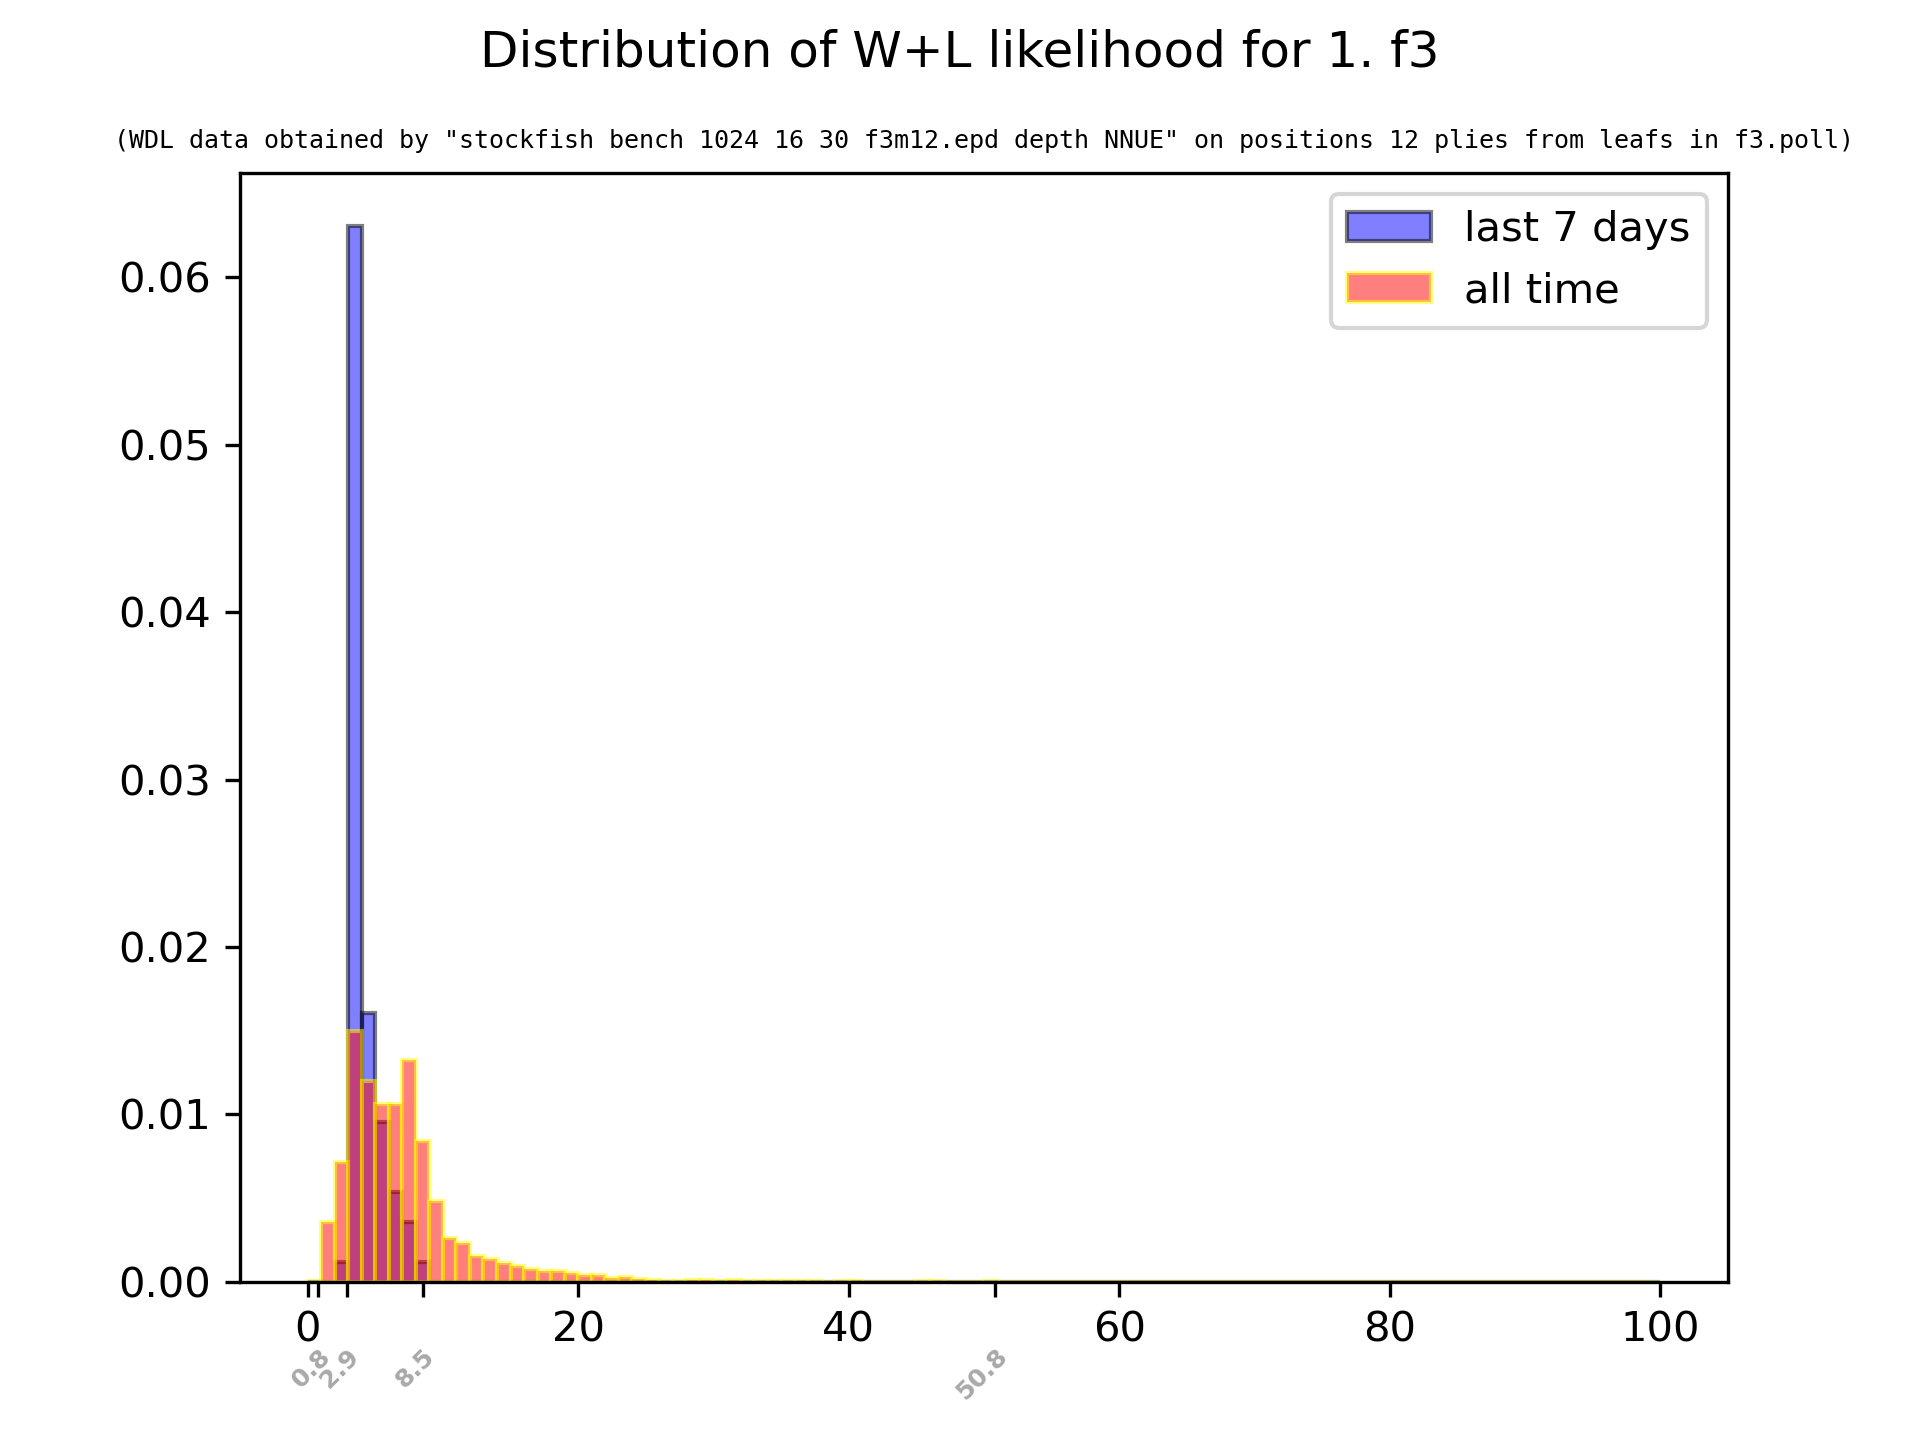 Distribution of W+L likelihood for 1. f3
(WDL data obtained by "stockfish bench 1024 16 30 f3m12.epd depth NNUE" on positions 12 plies from leafs in f3.poll)
last 7 days
all time
0.06
0.05
0.04
0.03
0.02
0.01
0.00
0 20 40 60 80 100
0.8 2.9 8.5 50.8